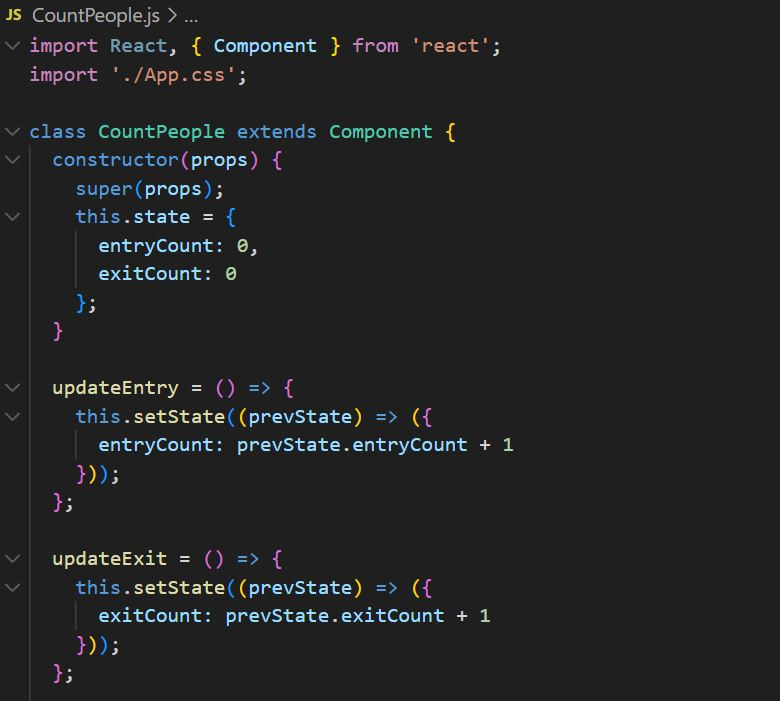 JS CountPeople.js > ...
import React, { Component } from 'react';
import './App.css';

class CountPeople extends Component {
  constructor(props) {
    super(props);
    this.state = {
      entryCount: 0,
      exitCount: 0
    };
  }

  updateEntry = () => {
    this.setState((prevState) => ({
      entryCount: prevState.entryCount + 1
    }));
  };

  updateExit = () => {
    this.setState((prevState) => ({
      exitCount: prevState.exitCount + 1
    }));
  };